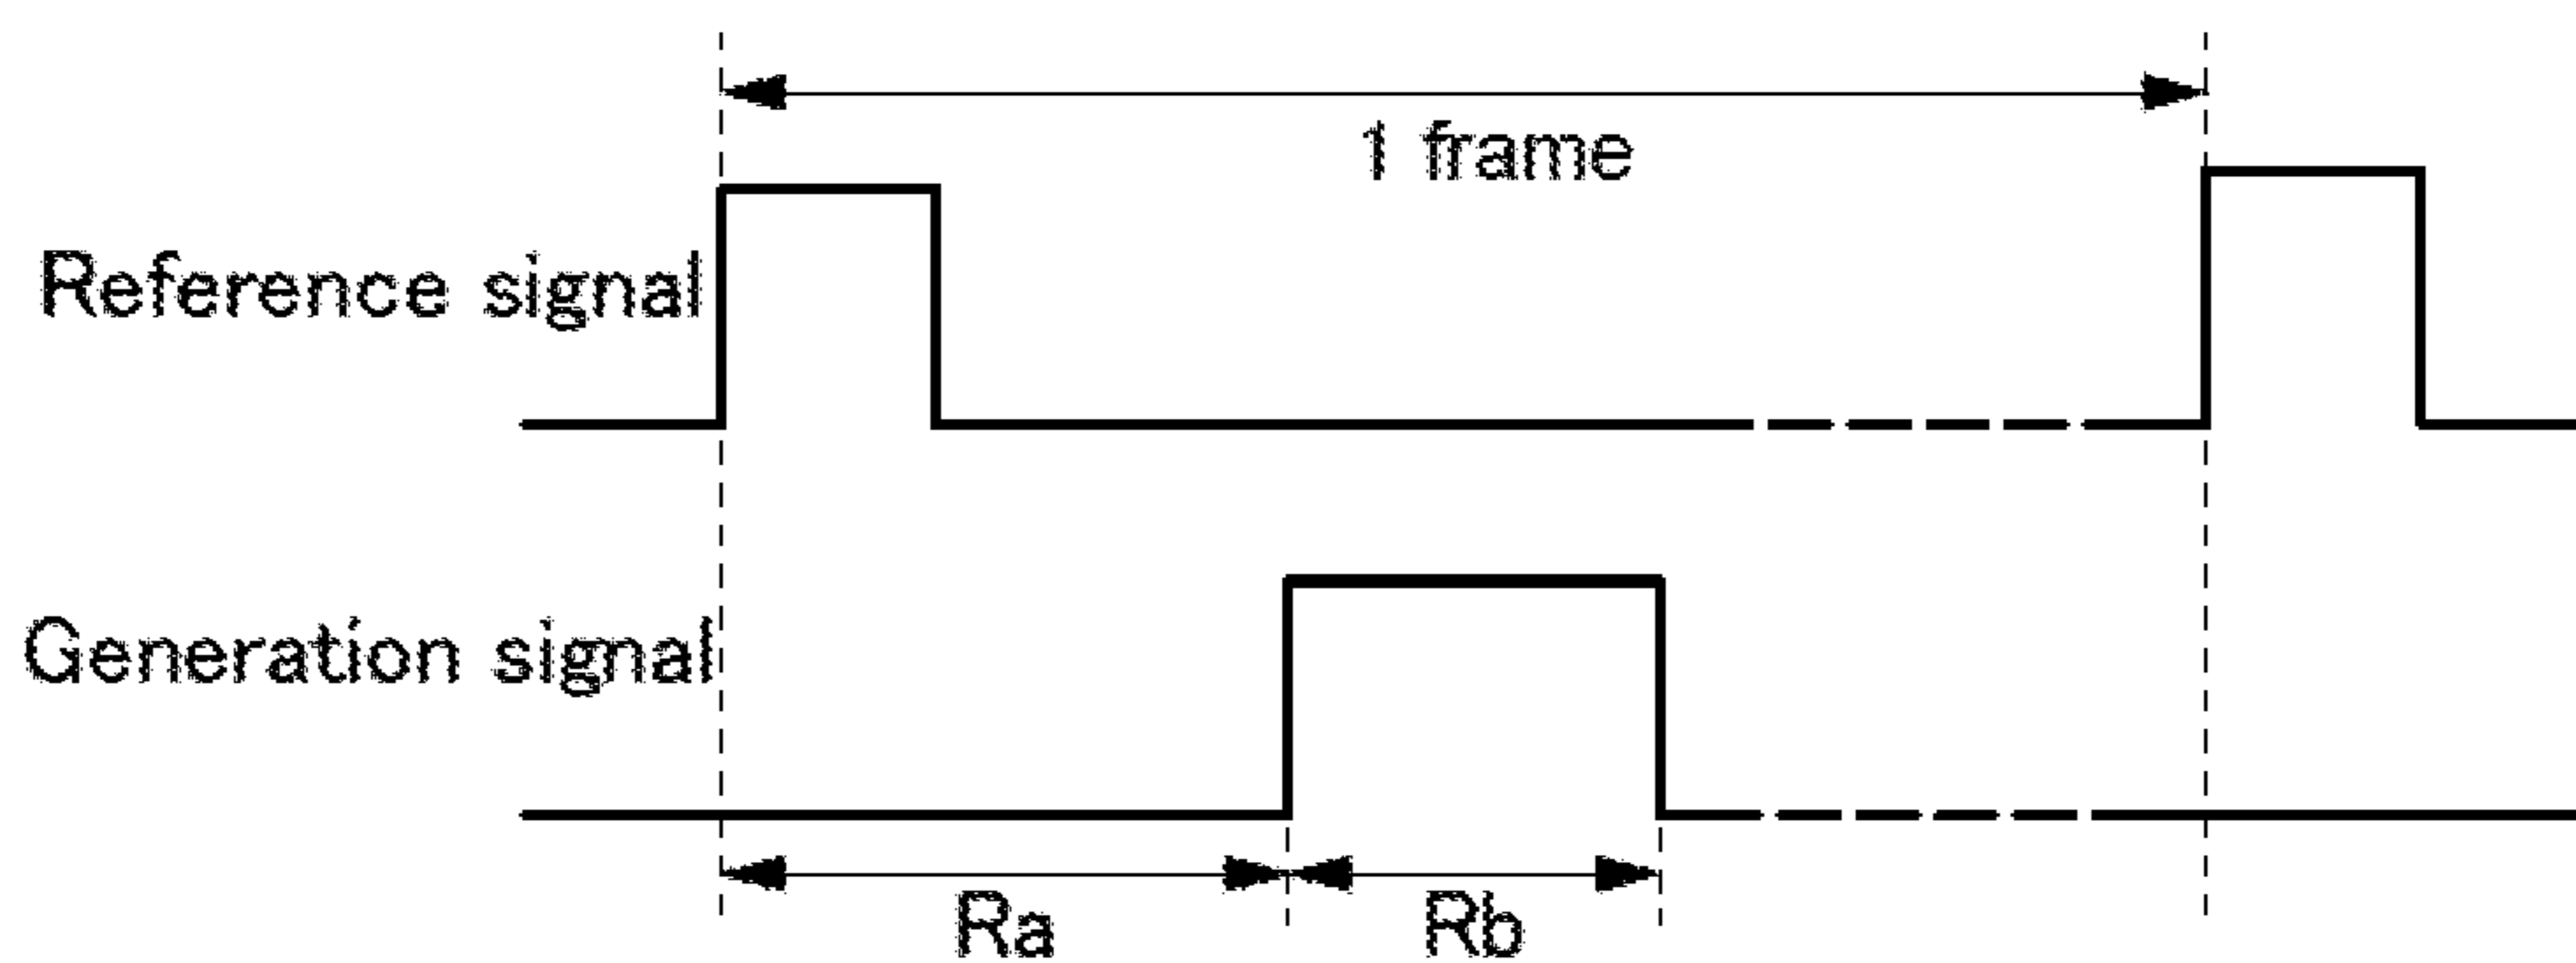 1 frame
Reference signal
Generation signal
Ra
Rb